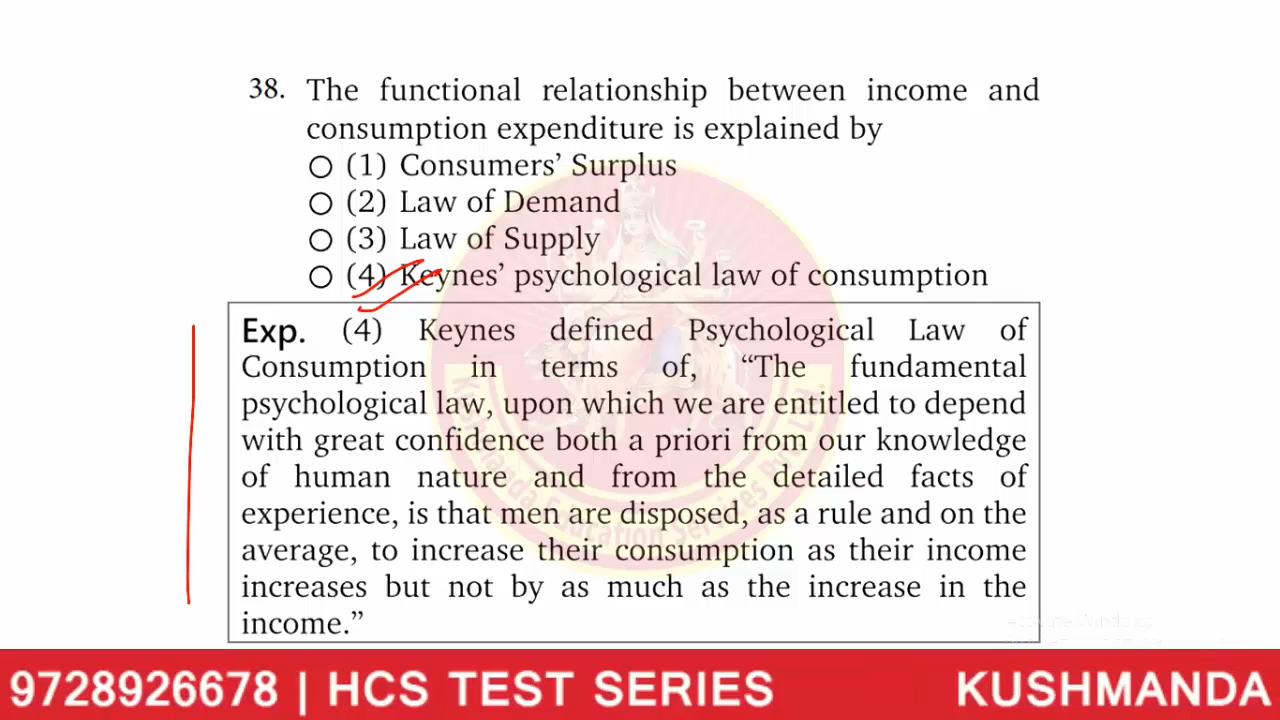 38. The functional relationship between income and
consumption expenditure is explained by
(1) Consumers’ Surplus
(2) Law of Demand
(3) Law of Supply
(4) Keynes’ psychological law of consumption
Exp. (4) Keynes defined Psychological Law of
Consumption in terms of, “The fundamental
psychological law, upon which we are entitled to depend
with great confidence both a priori from our knowledge
of human nature and from the detailed facts of
experience, is that men are disposed, as a rule and on the
average, to increase their consumption as their income
increases but not by as much as the increase in the
income.”
9728926678 | HCS TEST SERIES KUSHMANDA